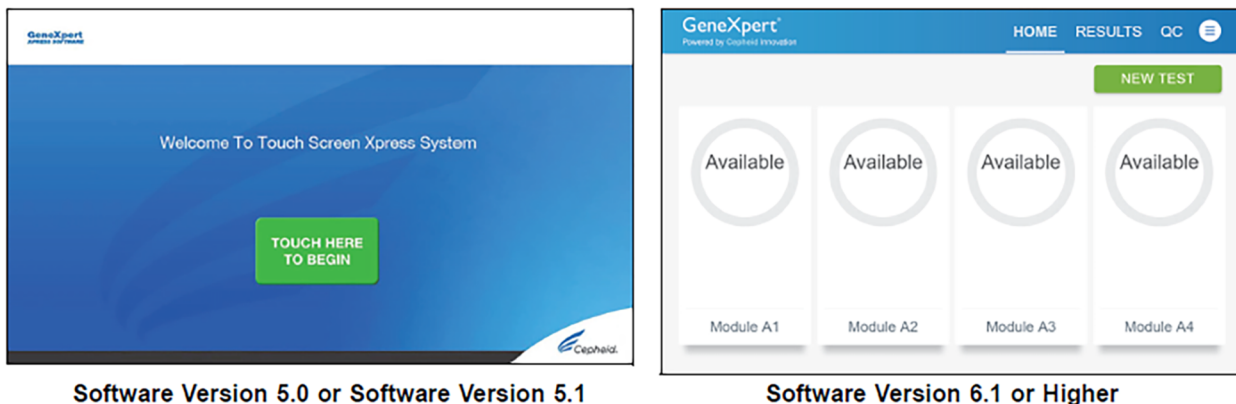 GeneXpert
XPRESS SOFTWARE
Welcome To Touch Screen Xpress System
TOUCH HERE
TO BEGIN
Cepheid.
Software Version 5.0 or Software Version 5.1
GeneXpert®
Powered by Cepheid Innovation
HOME RESULTS QC
NEW TEST
Available Available Available Available
Module A1 Module A2 Module A3 Module A4
Software Version 6.1 or Higher